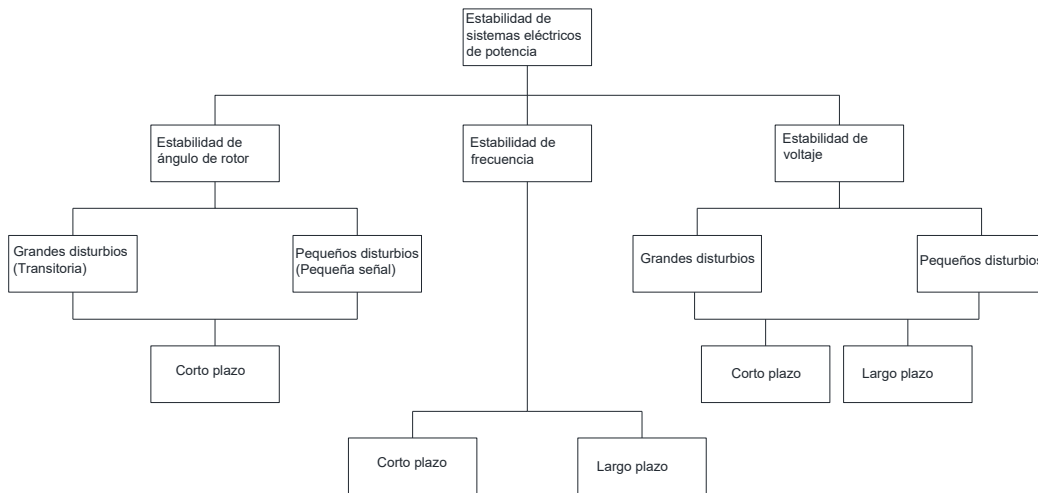 Estabilidad de
sistemas eléctricos
de potencia
Estabilidad de
ángulo de rotor
Estabilidad de
frecuencia
Estabilidad de
voltaje
Grandes disturbios
(Transitoria)
Pequeños disturbios
(Pequeña señal)
Grandes disturbios
Pequeños disturbios
Corto plazo
Corto plazo
Largo plazo
Corto plazo
Largo plazo